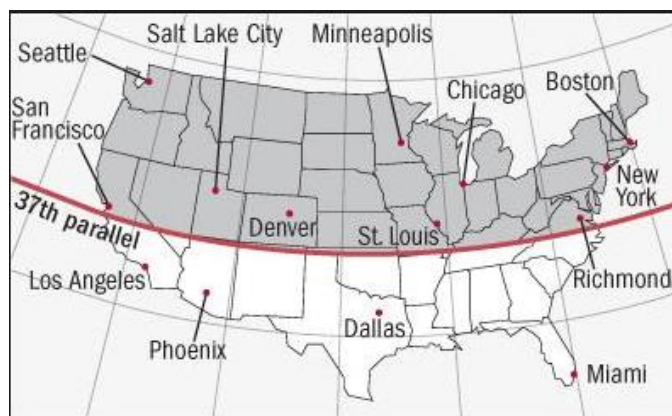 Seattle
Salt Lake City
Minneapolis
Chicago
Boston
San
Francisco
New
York
37th parallel
Denver
St. Louis
Los Angeles
Richmond
Phoenix
Dallas
Miami